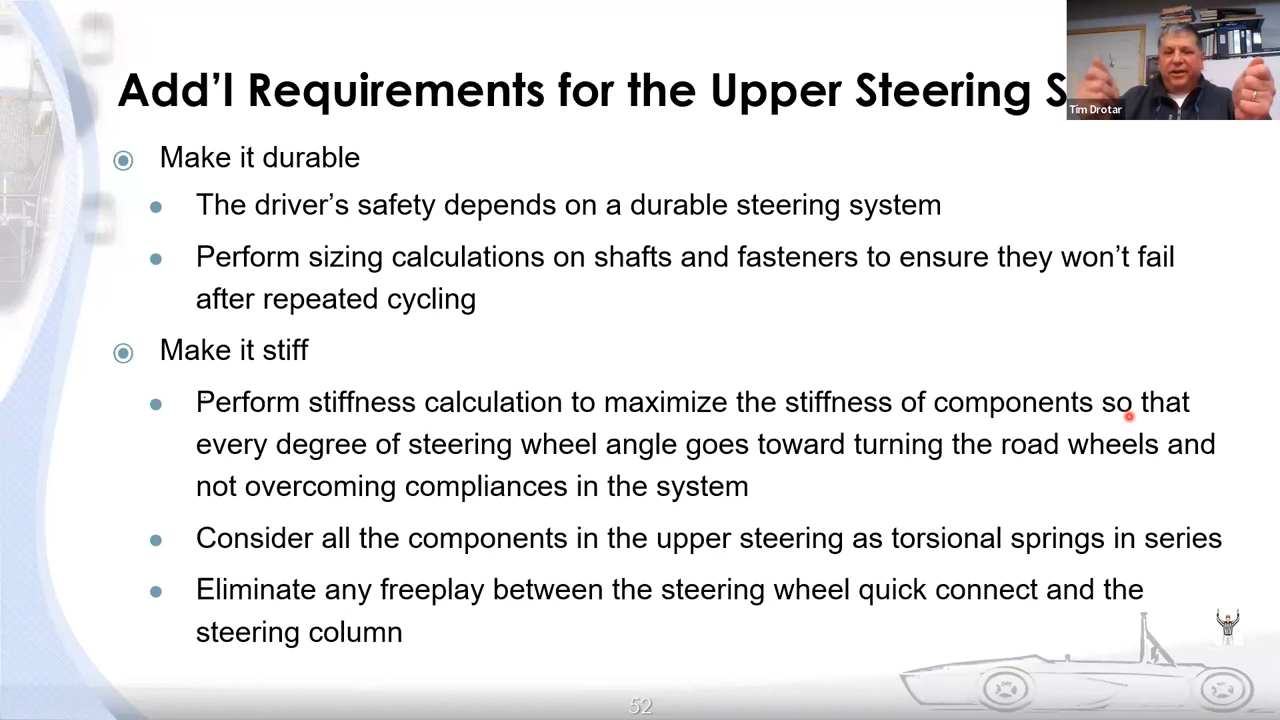 Add'l Requirements for the Upper Steering S
Tim Drotar
Make it durable
The driver's safety depends on a durable steering system
Perform sizing calculations on shafts and fasteners to ensure they won't fail
after repeated cycling
Make it stiff
Perform stiffness calculation to maximize the stiffness of components so that
every degree of steering wheel angle goes toward turning the road wheels and
not overcoming compliances in the system
Consider all the components in the upper steering as torsional springs in series
Eliminate any freeplay between the steering wheel quick connect and the
steering column
52